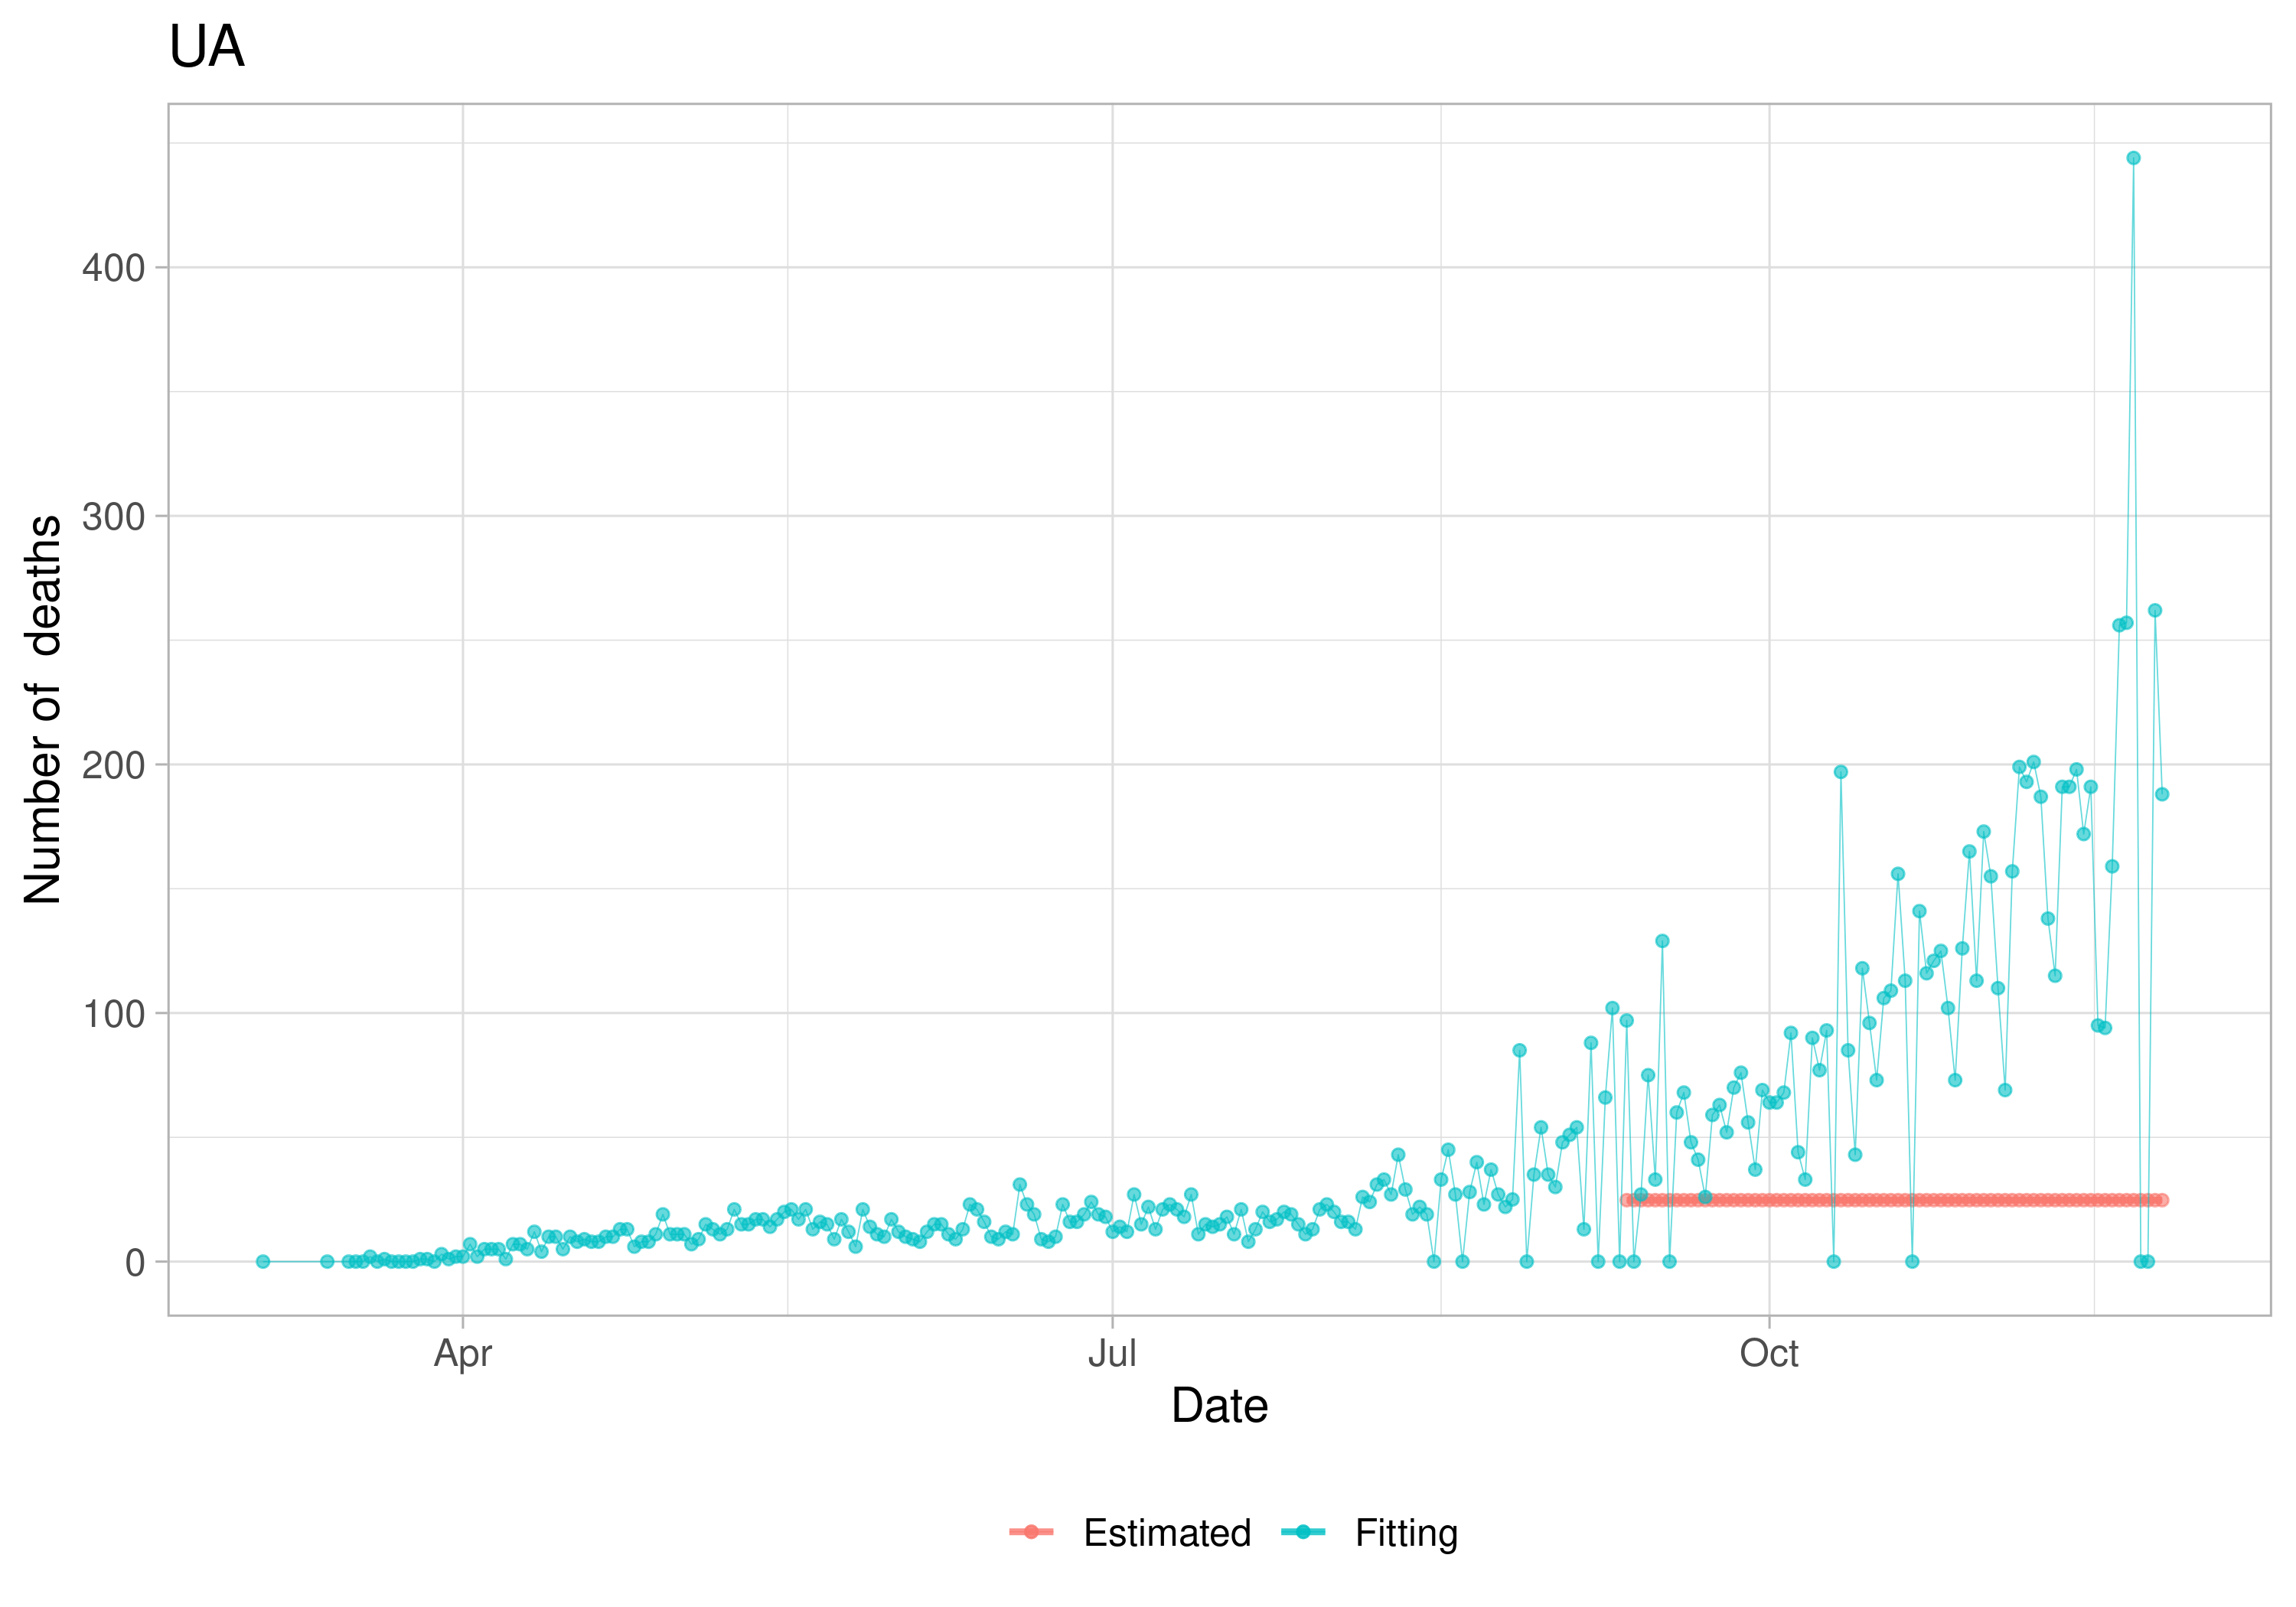 UA
400
300
200
100
0
Number of  deaths
Apr
Jul
Oct
Date
Estimated
Fitting